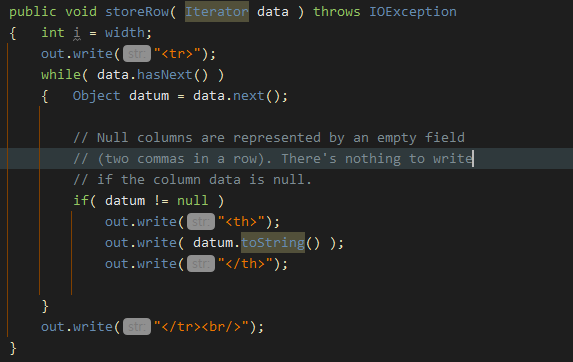 public void storeRow( Iterator data ) throws IOException
{   int i = width;
    out.write( str: "<tr>");
    while( data.hasNext() )
    {   Object datum = data.next();
        // Null columns are represented by an empty field
        // (two commas in a row). There's nothing to write
        // if the column data is null.
        if( datum != null )
            out.write( str: "<th>");
            out.write( datum.toString() );
            out.write( str: "</th>");
    }
    out.write( str: "</tr><br/>");
}